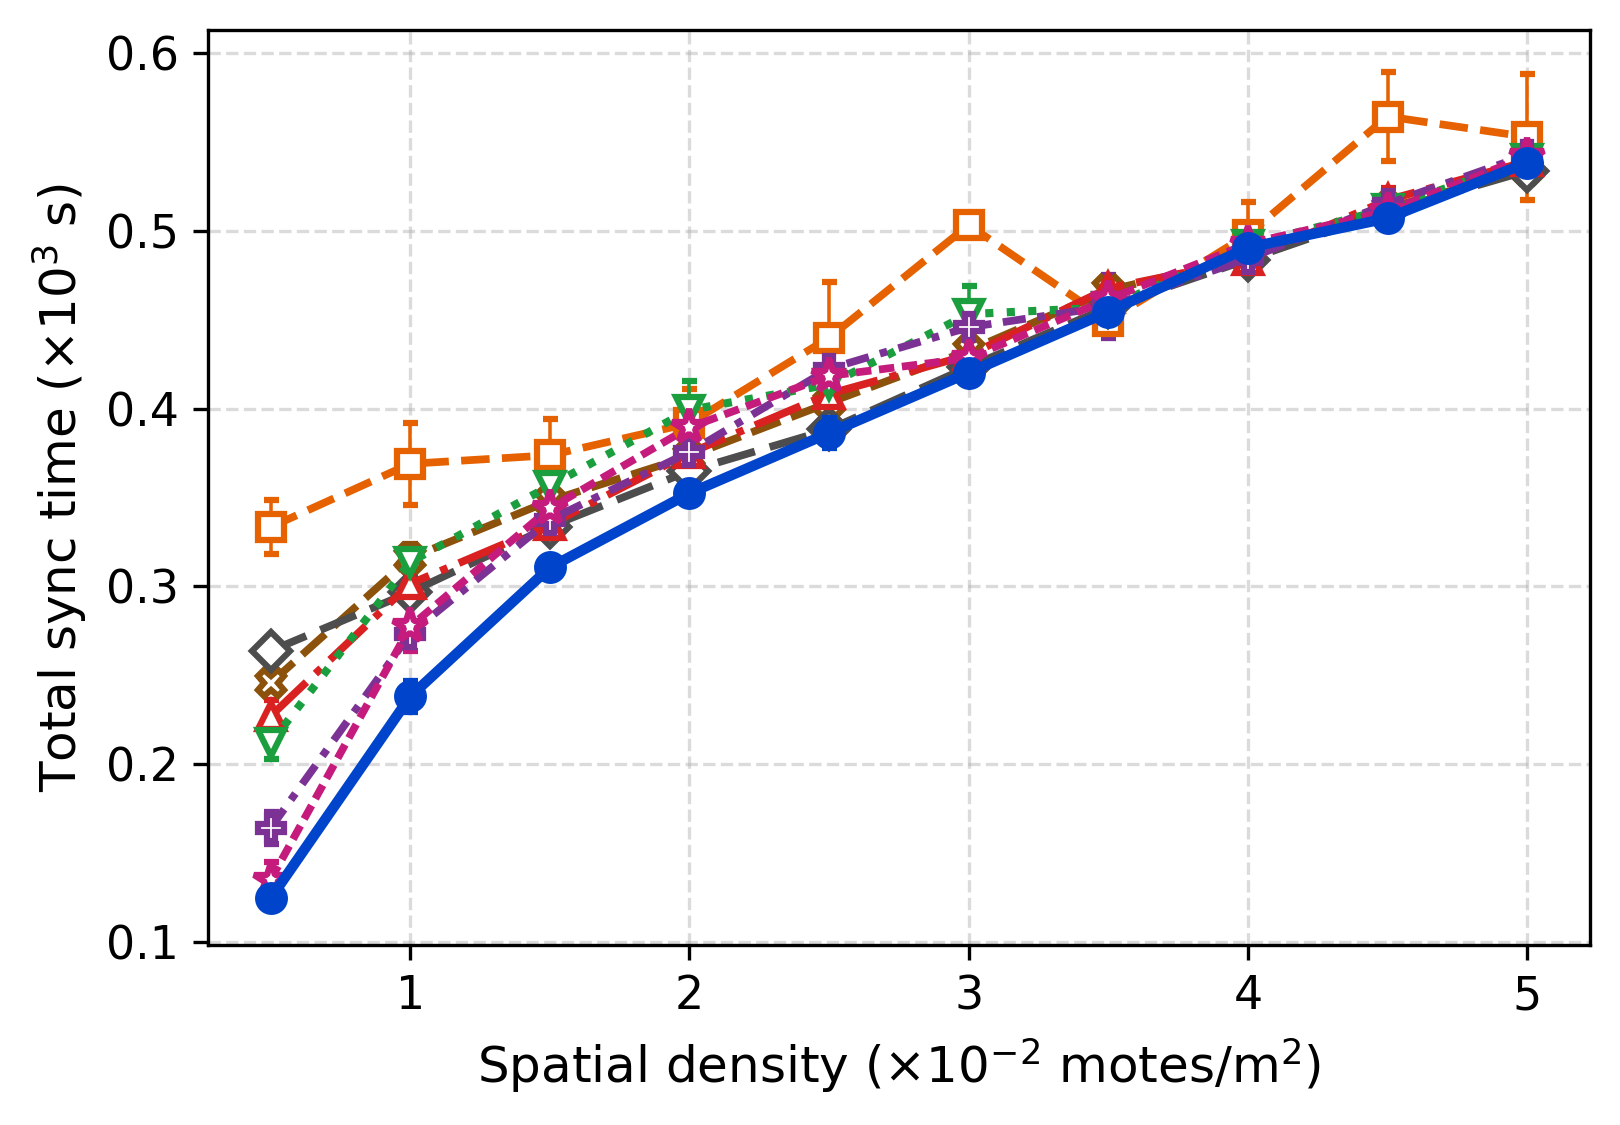 0.6
0.5
0.4
0.3
0.2
0.1
Total sync time (×10³ s)
1 2 3 4 5
Spatial density (×10⁻² motes/m²)